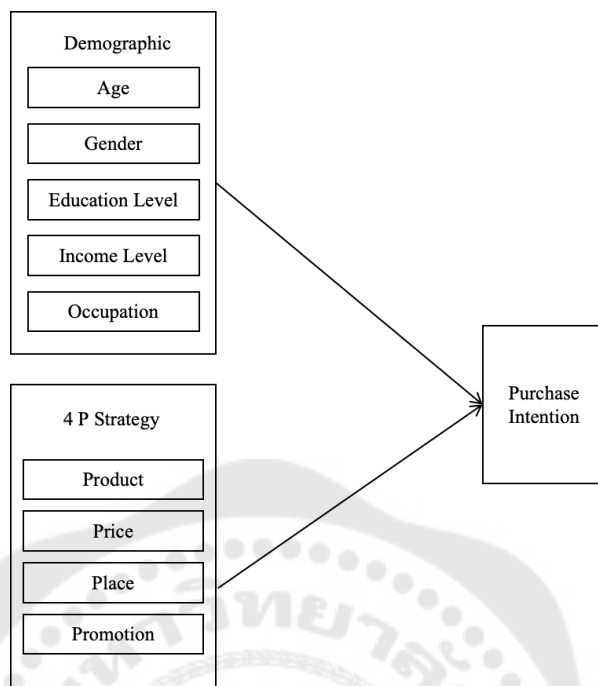 Demographic
Age
Gender
Education Level
Income Level
Occupation
4 P Strategy
Product
Price
Place
Promotion
Purchase
Intention